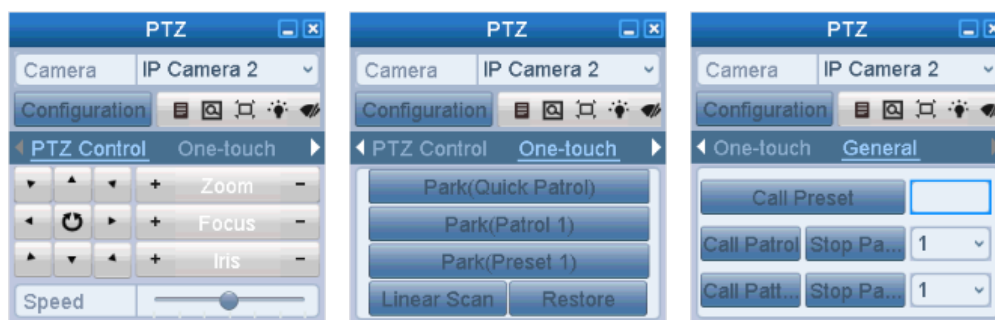 PTZ
Camera IP Camera 2
Configuration
PTZ Control One-touch
+ Zoom -
+ Focus -
+ Iris -
Speed
PTZ
Camera IP Camera 2
Configuration
PTZ Control One-touch
Park(Quick Patrol)
Park(Patrol 1)
Park(Preset 1)
Linear Scan Restore
PTZ
Camera IP Camera 2
Configuration
One-touch General
Call Preset
Call Patrol Stop Pa... 1
Call Patt... Stop Pa... 1